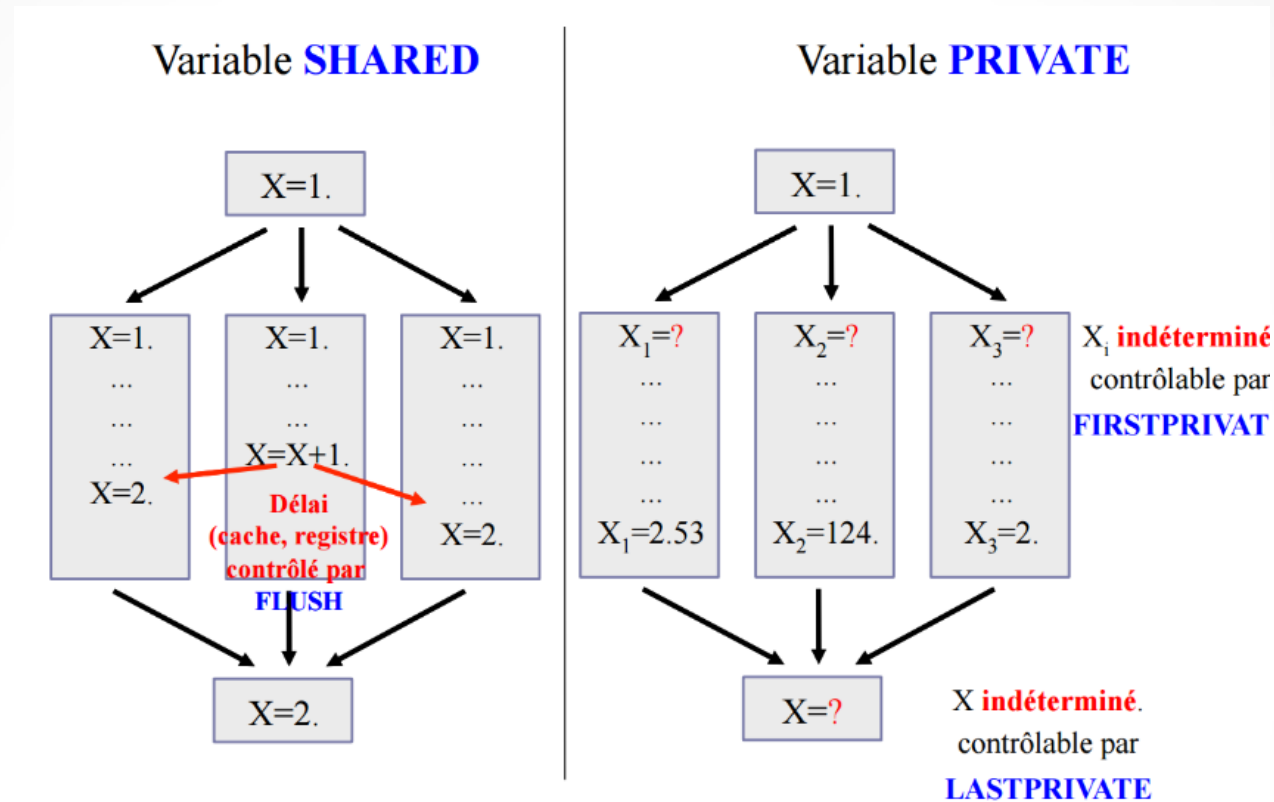 Variable SHARED
X=1.
X=1.
...
...
...
X=2.
X=1.
...
...
X=X+1.
Délai
(cache, registre)
contrôlé par
FLUSH
X=1.
...
...
...
...
X=2.
X=2.
Variable PRIVATE
X=1.
X₁=?
...
...
...
...
X₁=2.53
X₂=?
...
...
...
...
X₂=124.
X₃=?
...
...
...
...
X₃=2.
Xᵢ indéterminé
contrôlable par
FIRSTPRIVAT
X=?
X indéterminé.
contrôlable par
LASTPRIVATE